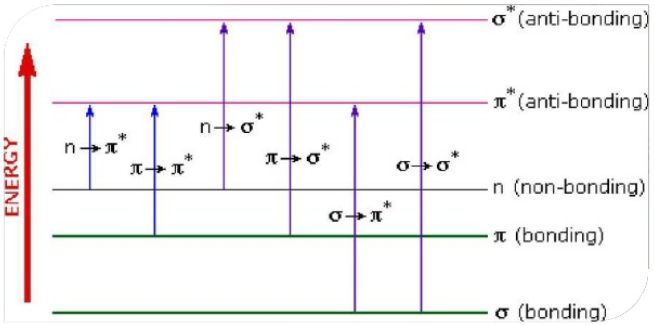 σ* (anti-bonding)
π* (anti-bonding)
n → σ*
n → π*
π → π*
π → σ*
σ → σ*
n (non-bonding)
σ → π*
π (bonding)
σ (bonding)
ENERGY